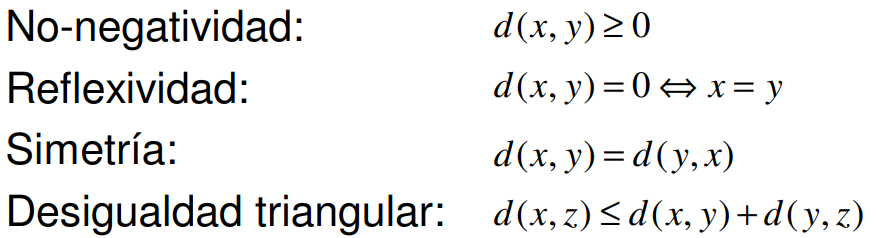 No-negatividad: d(x, y) ≥ 0
Reflexividad: d(x, y) = 0 ⇔ x = y
Simetría: d(x, y) = d(y, x)
Desigualdad triangular: d(x, z) ≤ d(x, y) + d(y, z)